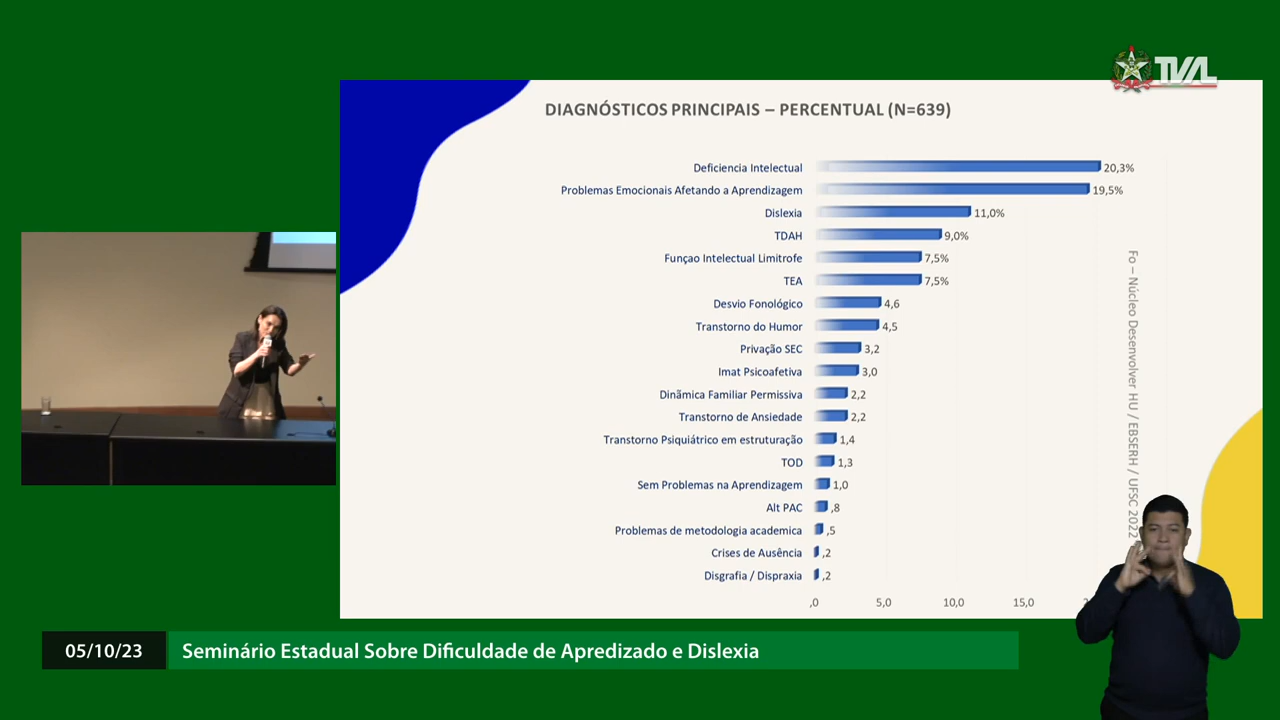 TVAL
DIAGNÓSTICOS PRINCIPAIS – PERCENTUAL (N=639)
Deficiencia Intelectual 20,3%
Problemas Emocionais Afetando a Aprendizagem 19,5%
Dislexia 11,0%
TDAH 9,0%
Funçao Intelectual Limitrofe 7,5%
TEA 7,5%
Desvio Fonológico 4,6
Transtorno do Humor 4,5
Privação SEC 3,2
Imat Psicoafetiva 3,0
Dinãmica Familiar Permissiva 2,2
Transtorno de Ansiedade 2,2
Transtorno Psiquiátrico em estruturação 1,4
TOD 1,3
Sem Problemas na Aprendizagem 1,0
Alt PAC ,8
Problemas de metodologia academica ,5
Crises de Ausência ,2
Disgrafia / Dispraxia ,2
,0 5,0 10,0 15,0
Fo – Núcleo Desenvolver HU / EBSERH / UFSC 2022
05/10/23 Seminário Estadual Sobre Dificuldade de Apredizado e Dislexia